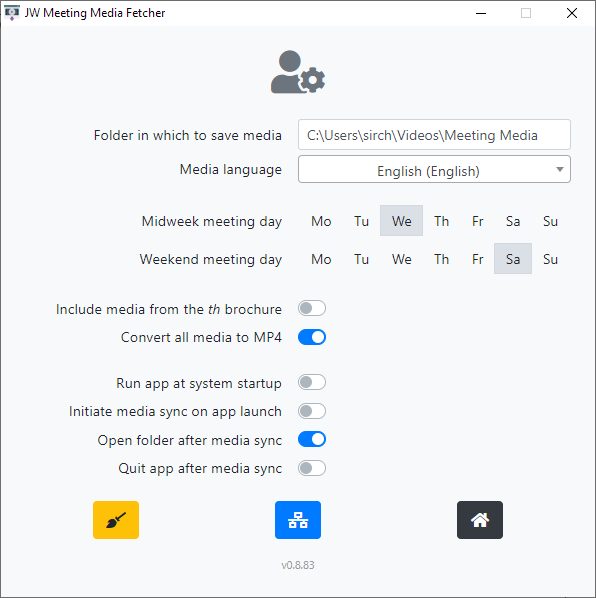 JW Meeting Media Fetcher
Folder in which to save media C:\Users\sirch\Videos\Meeting Media
Media language English (English)
Midweek meeting day Mo Tu We Th Fr Sa Su
Weekend meeting day Mo Tu We Th Fr Sa Su
Include media from the th brochure
Convert all media to MP4
Run app at system startup
Initiate media sync on app launch
Open folder after media sync
Quit app after media sync
v0.8.83